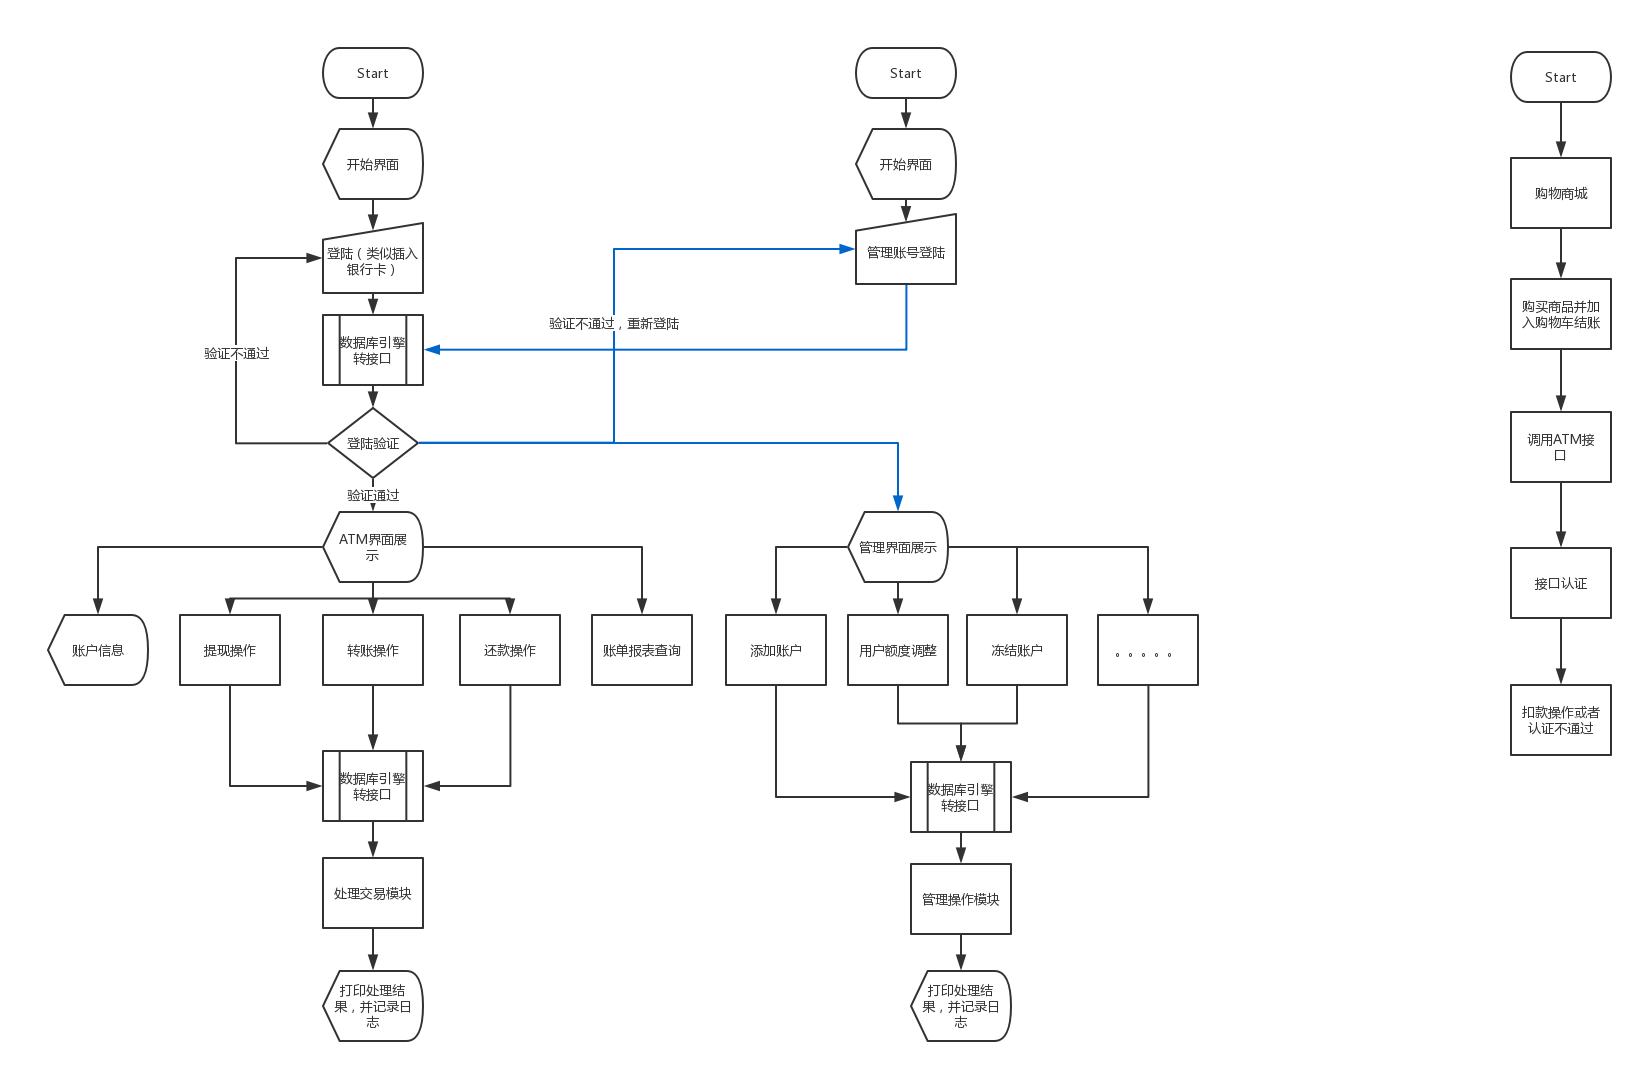 Start
开始界面
登陆（类似插入
银行卡）
数据库引擎
转接口
验证不通过
登陆验证
验证通过
ATM界面展
示
账户信息
提现操作
转账操作
还款操作
账单报表查询
数据库引擎
转接口
处理交易模块
打印处理结
果，并记录日
志
Start
开始界面
管理账号登陆
验证不通过，重新登陆
管理界面展示
添加账户
用户额度调整
冻结账户
。。。。。
数据库引擎
转接口
管理操作模块
打印处理结
果，并记录日
志
Start
购物商城
购买商品并加
入购物车结账
调用ATM接
口
接口认证
扣款操作或者
认证不通过